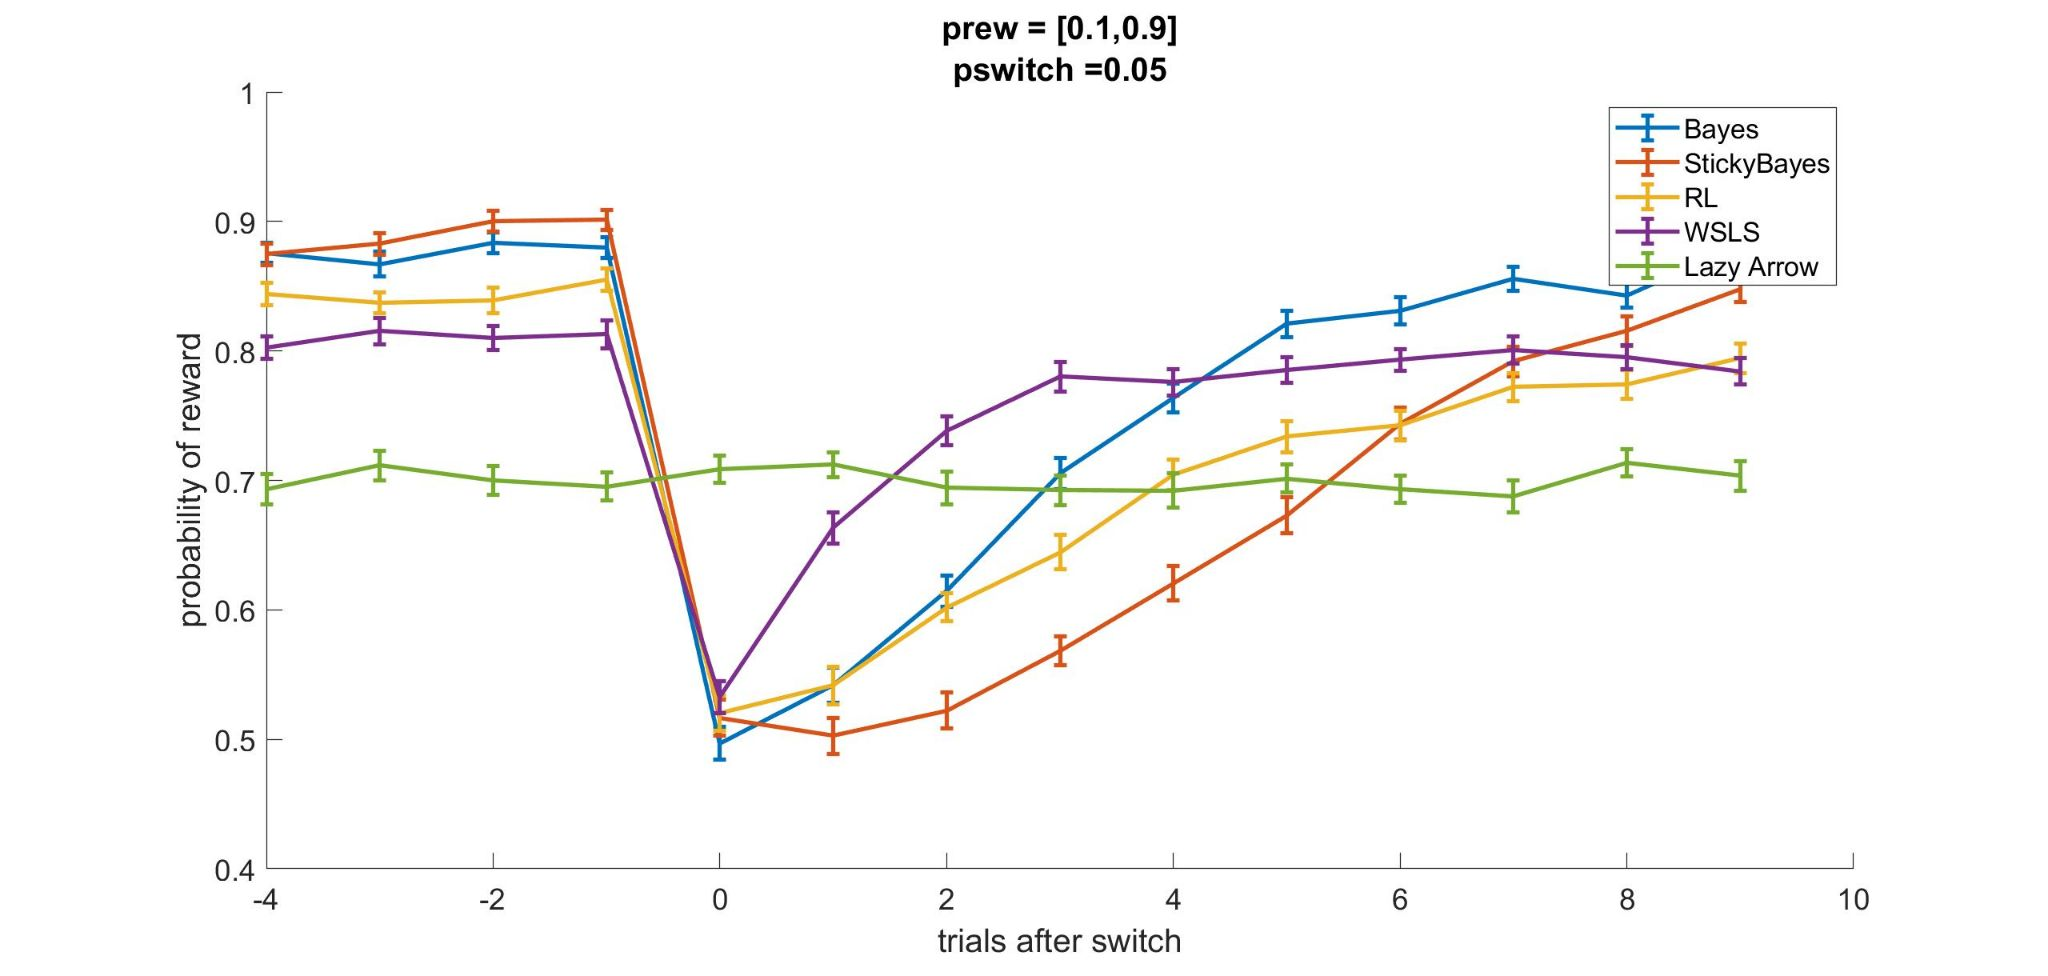 prew = [0.1,0.9]
pswitch =0.05
1
0.9
0.8
0.7
0.6
0.5
0.4
probability of reward
Bayes
StickyBayes
RL
WSLS
Lazy Arrow
-4
-2
0
2
4
6
8
10
trials after switch